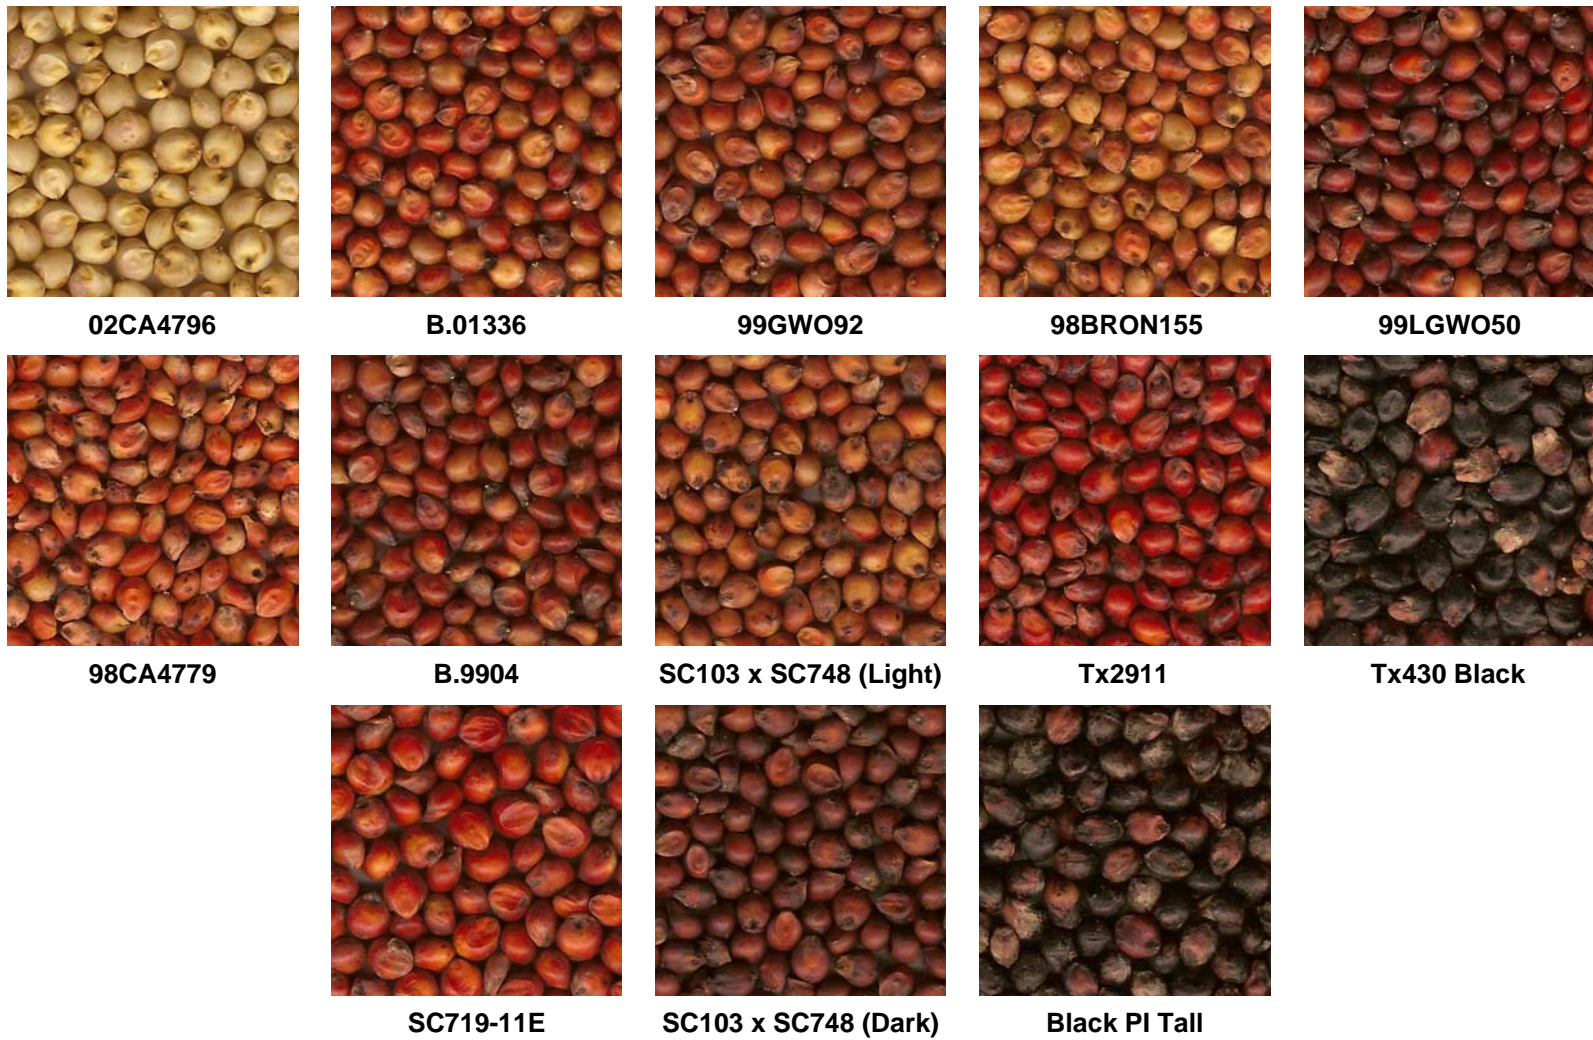 02CA4796
B.01336
99GWO92
98BRON155
99LGWO50
98CA4779
B.9904
SC103 x SC748 (Light)
Tx2911
Tx430 Black
SC719-11E
SC103 x SC748 (Dark)
Black PI Tall